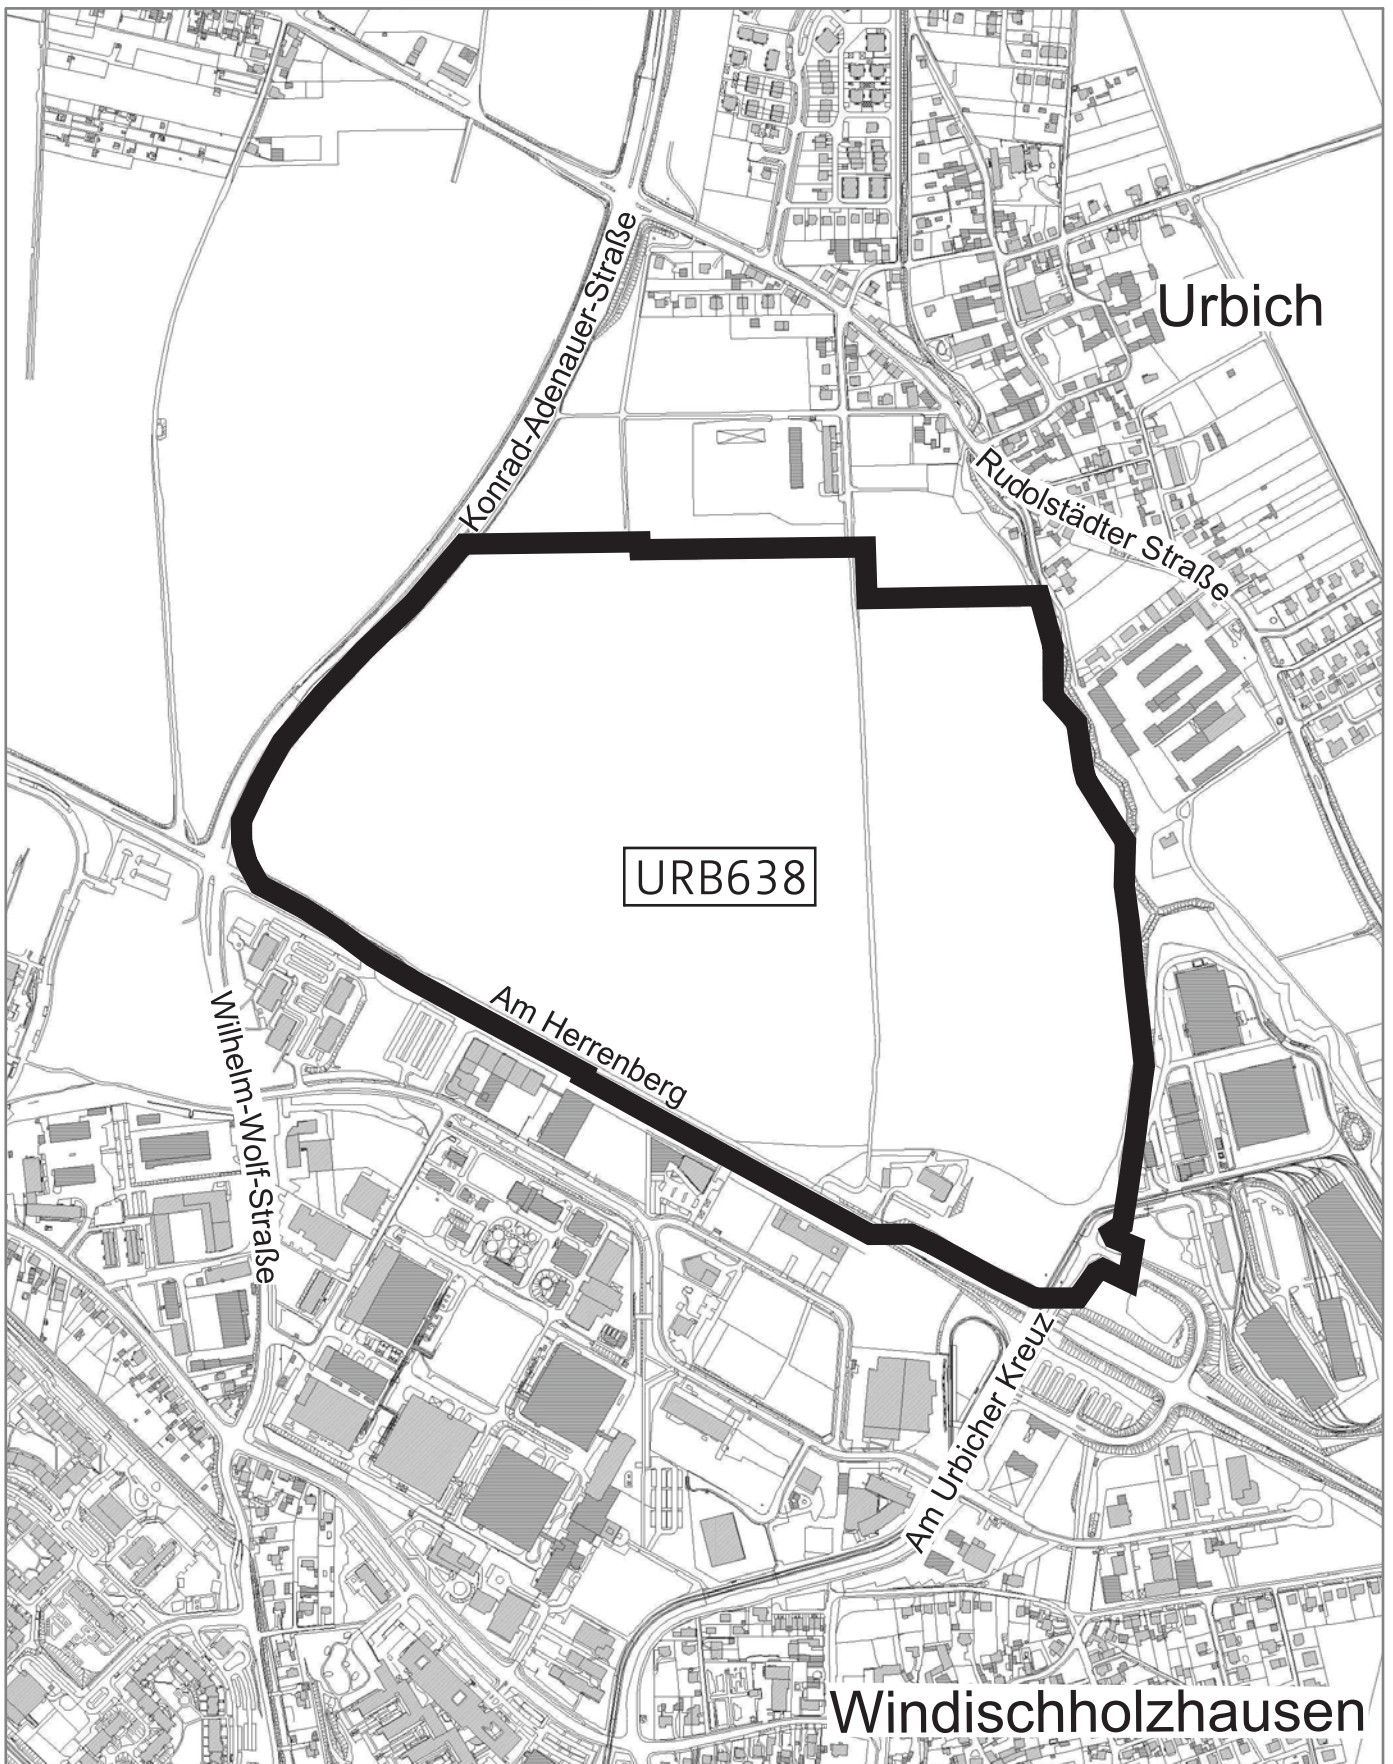 Konrad-Adenauer-Straße
Urbich
Rudolstädter Straße
URB638
Am Herrenberg
Wilhelm-Wolf-Straße
Am Urbicher Kreuz
Windischholzhausen